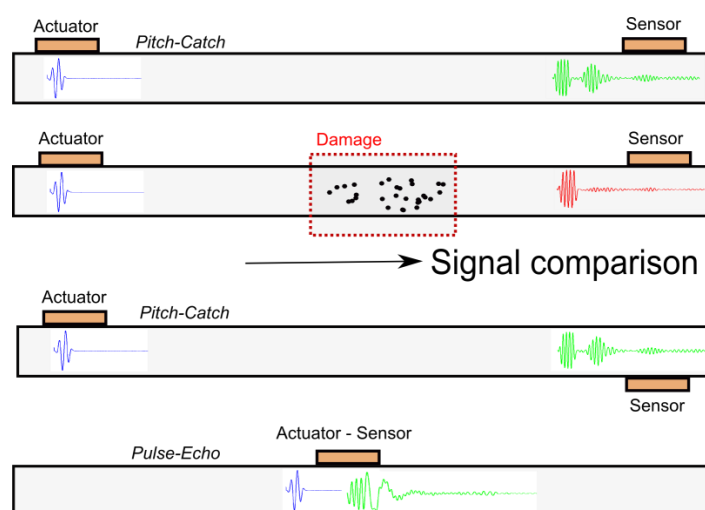 Actuator
Pitch-Catch
Sensor
Actuator
Damage
Sensor
Signal comparison
Actuator
Pitch-Catch
Sensor
Actuator - Sensor
Pulse-Echo